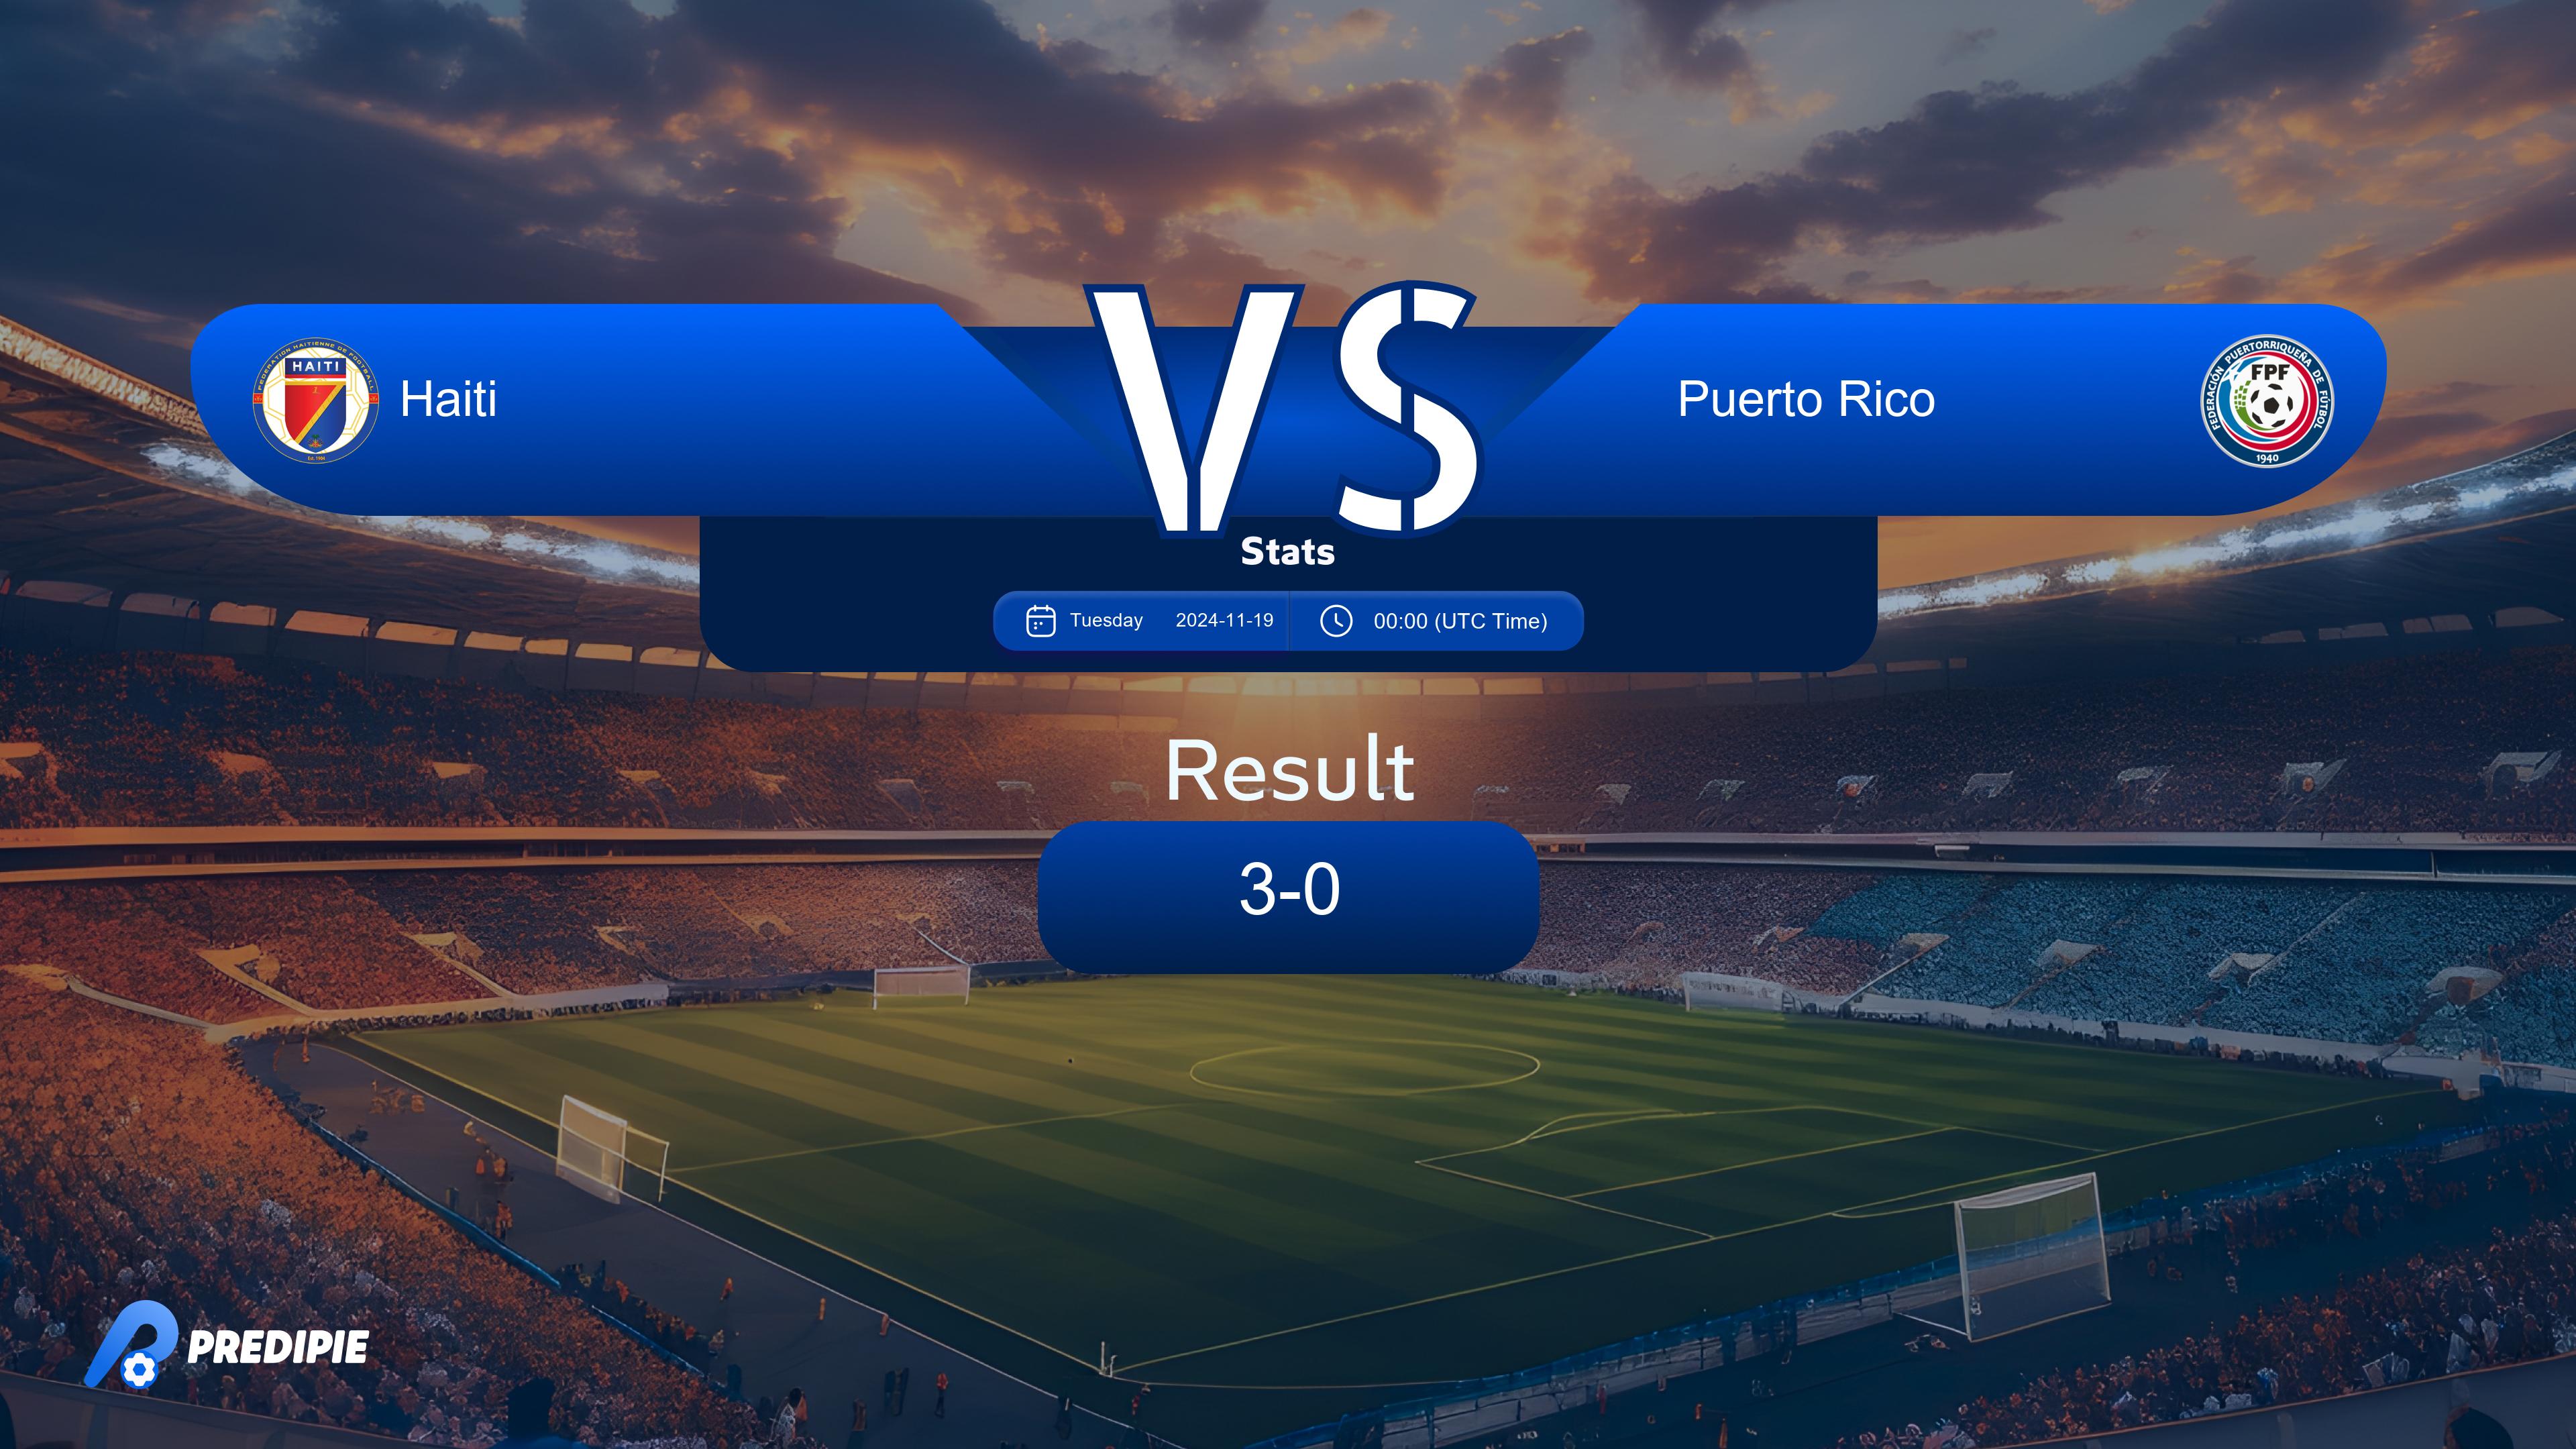 VS
FEDERATION HAITIENNE DE FOOTBALL
HAITI
Est. 1904
Haiti
Puerto Rico
FEDERACIÓN PUERTORRIQUEÑA DE FÚTBOL
FPF
1940
Stats
Tuesday 2024-11-19 00:00 (UTC Time)
Result
3-0
PREDIPIE